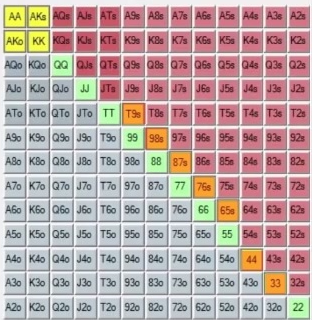 AA AKs AQs AJs ATs A9s A8s A7s A6s A5s A4s A3s A2s
AKo KK KQs KJs KTs K9s K8s K7s K6s K5s K4s K3s K2s
AQo KQo QQ QJs QTs Q9s Q8s Q7s Q6s Q5s Q4s Q3s Q2s
AJo KJo QJo JJ JTs J9s J8s J7s J6s J5s J4s J3s J2s
ATo KTo QTo JTo TT T9s T8s T7s T6s T5s T4s T3s T2s
A9o K9o Q9o J9o T9o 99 98s 97s 96s 95s 94s 93s 92s
A8o K8o Q8o J8o T8o 98o 88 87s 86s 85s 84s 83s 82s
A7o K7o Q7o J7o T7o 97o 87o 77 76s 75s 74s 73s 72s
A6o K6o Q6o J6o T6o 96o 86o 76o 66 65s 64s 63s 62s
A5o K5o Q5o J5o T5o 95o 85o 75o 65o 55 54s 53s 52s
A4o K4o Q4o J4o T4o 94o 84o 74o 64o 54o 44 43s 42s
A3o K3o Q3o J3o T3o 93o 83o 73o 63o 53o 43o 33 32s
A2o K2o Q2o J2o T2o 92o 82o 72o 62o 52o 42o 32o 22